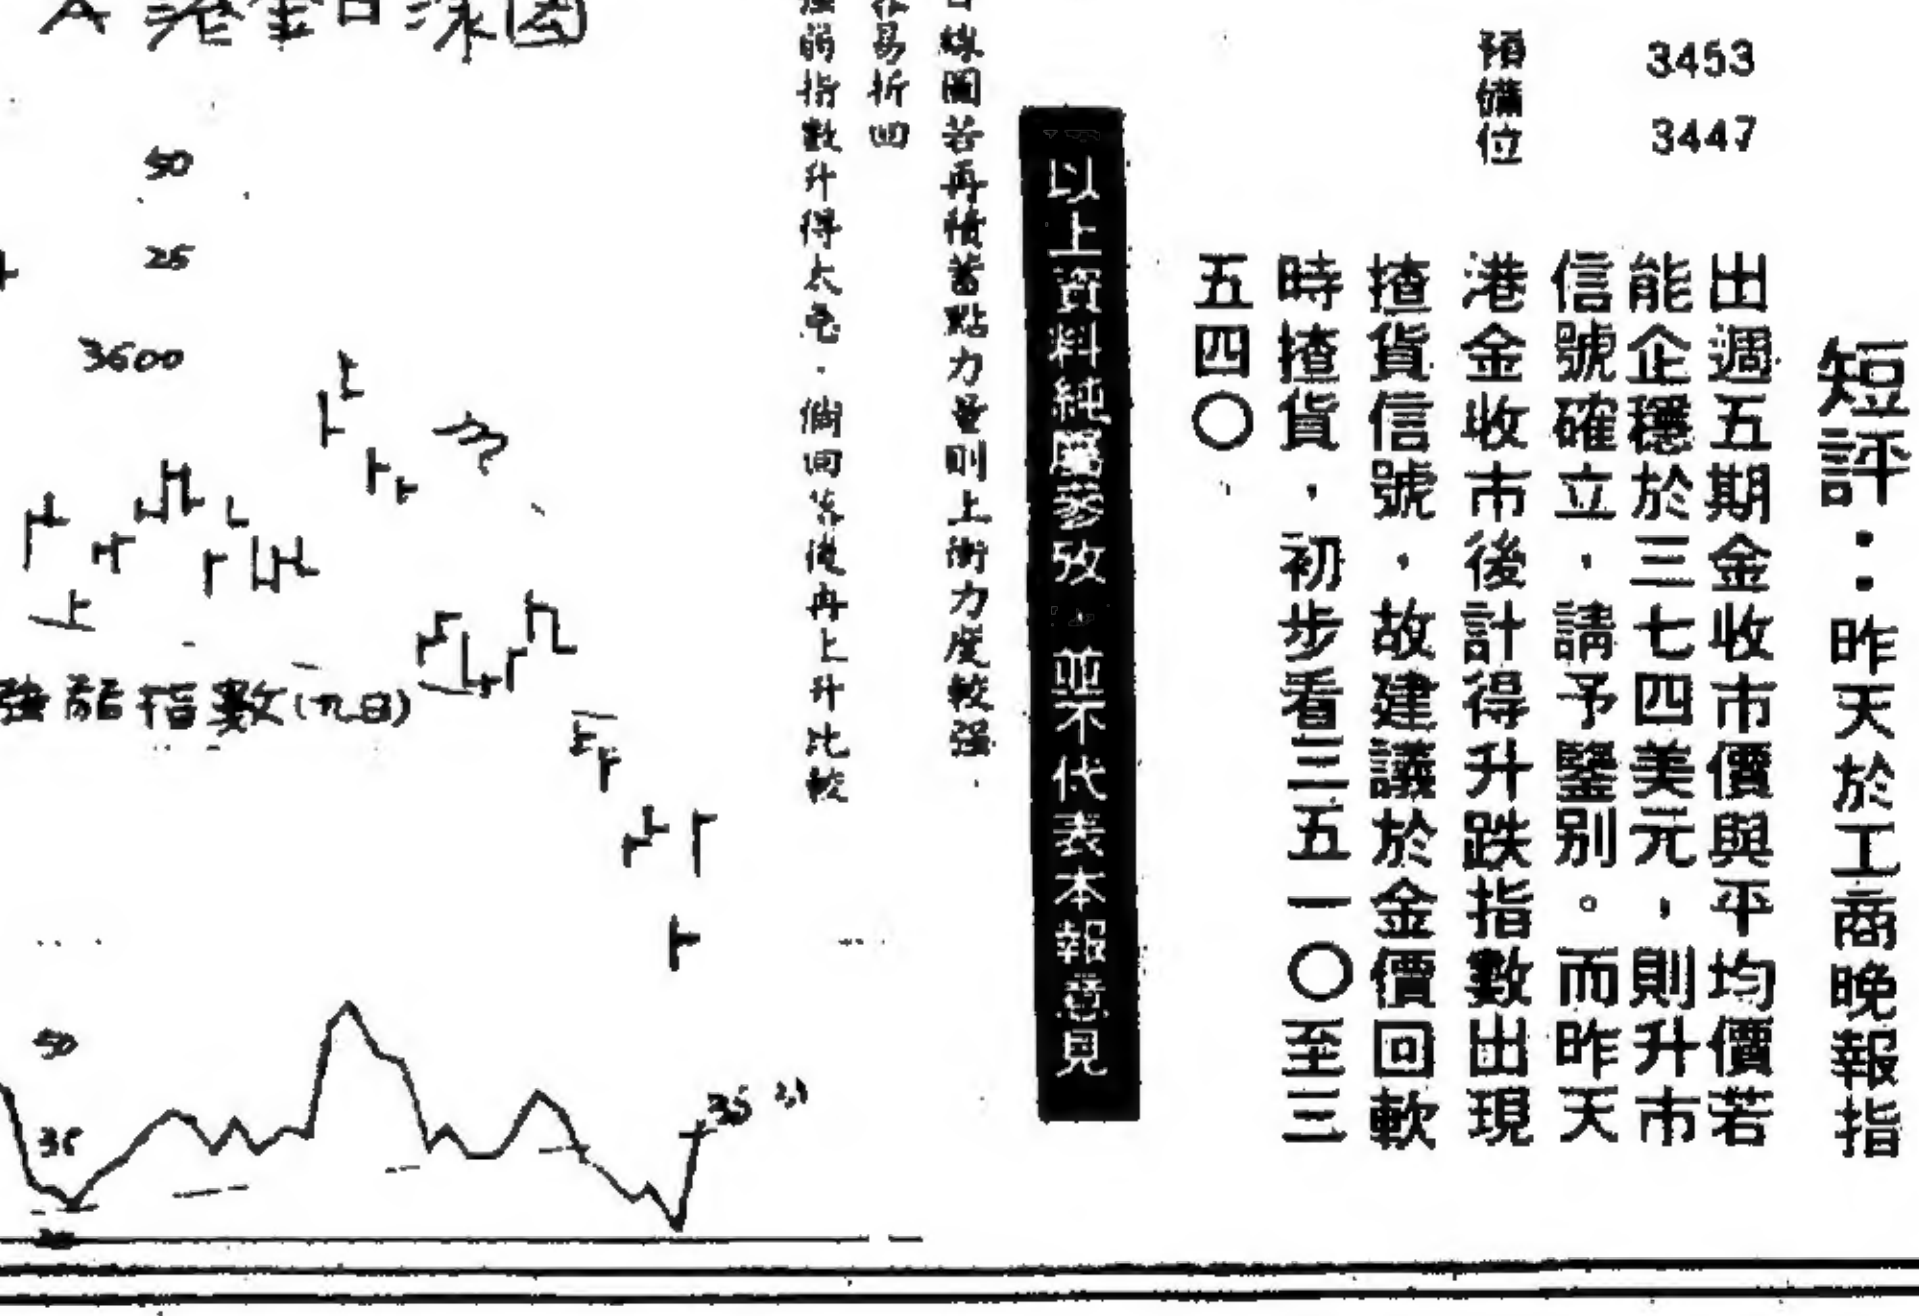 預備位
3453
3447
短評：昨天於工商晚報指
出週五期金收市價與平均價若
能企穩於三七四美元，則升市
信號確立，請予鑒别。而昨天
港金收市後計得升跌指數出現
揸貨信號，故建議於金價回軟
時揸貨，初步看三五一〇至三
五四〇
以上資料純屬參攷，並不代表本報意見
線圖若再積蓄點力量則上衝力度較強．
易折回
弱指數升得太急．倘回落後再上升比較
港金日線圖
50
25
3600
指數(九日)
50
35
35